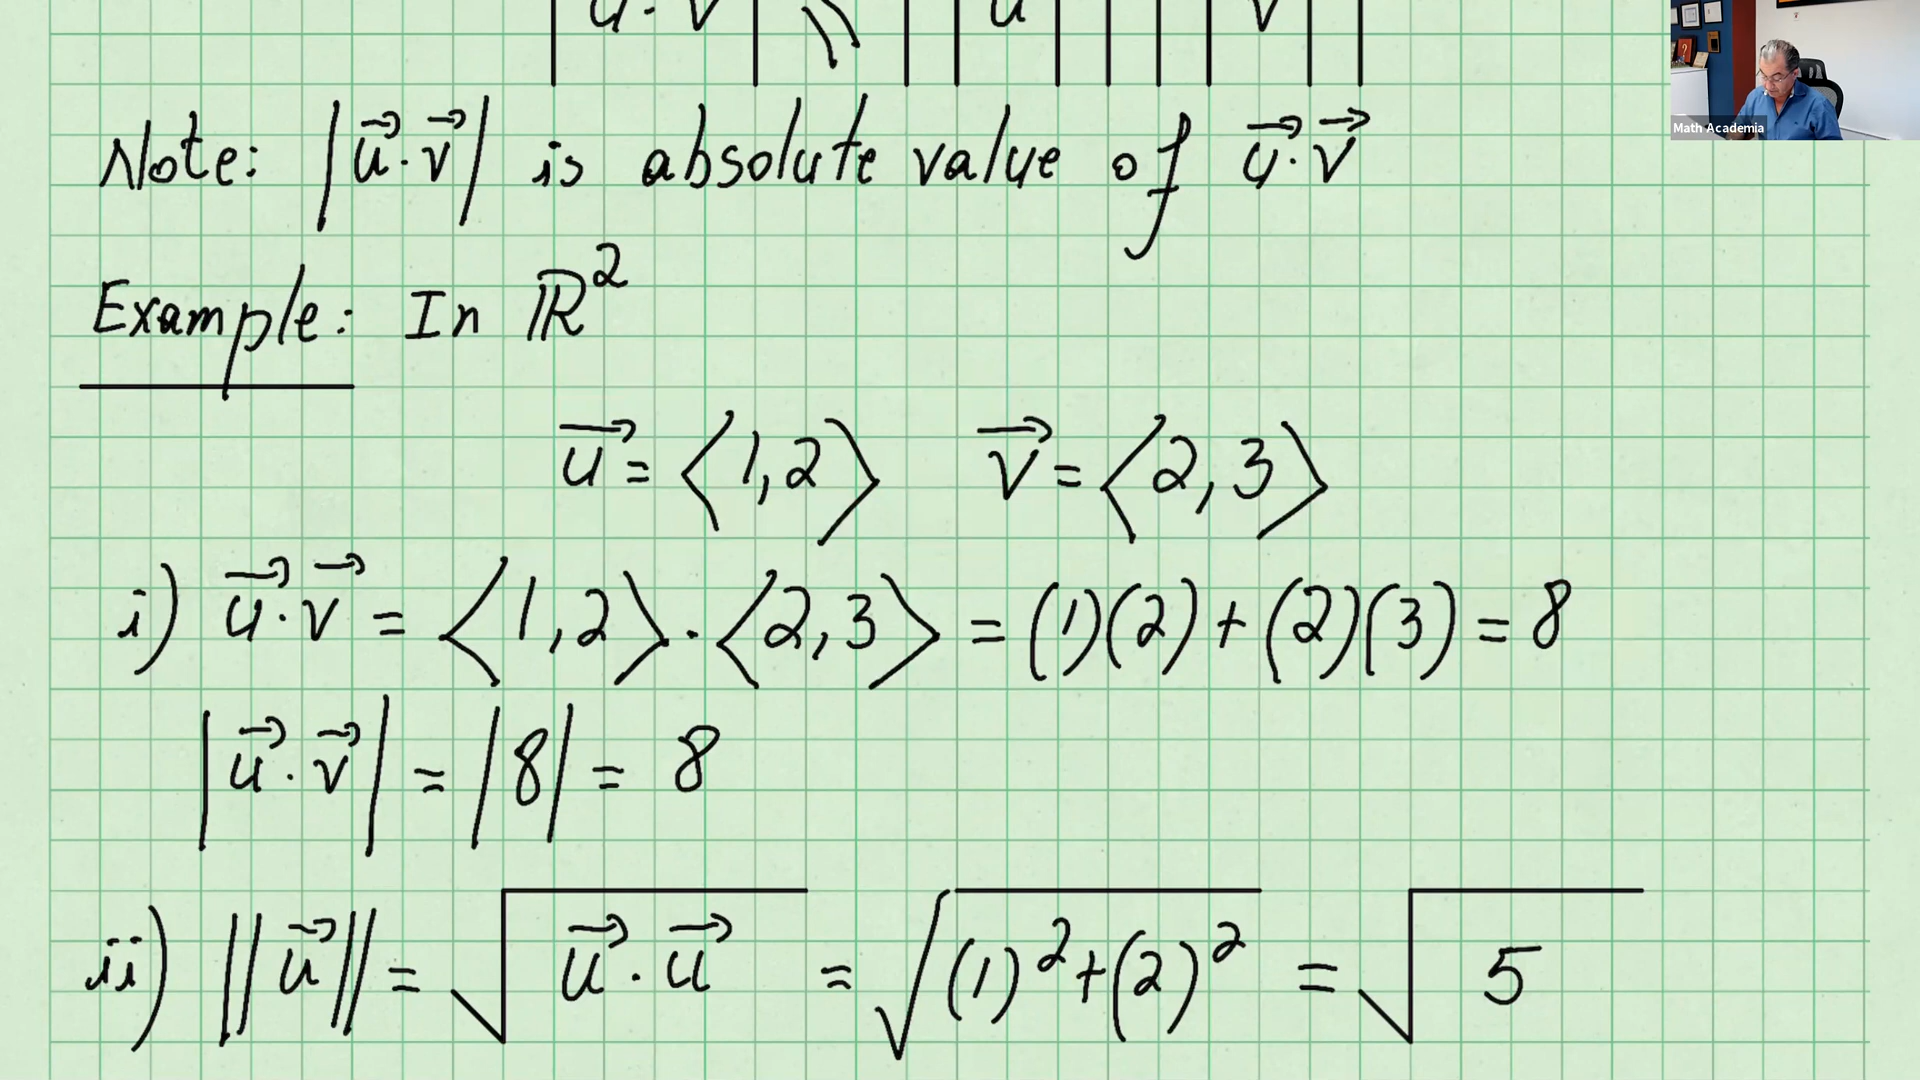 |u · v| ≤ ||u|| ||v||
Note: |u⃗·v⃗| is absolute value of u⃗·v⃗
Math Academia
Example: In ℝ²
u⃗ = ⟨1,2⟩ v⃗ = ⟨2,3⟩
i) u⃗·v⃗ = ⟨1,2⟩·⟨2,3⟩ = (1)(2)+(2)(3) = 8
|u⃗·v⃗| = |8| = 8
ii) ||u⃗|| = √(u⃗·u⃗) = √((1)²+(2)²) = √5